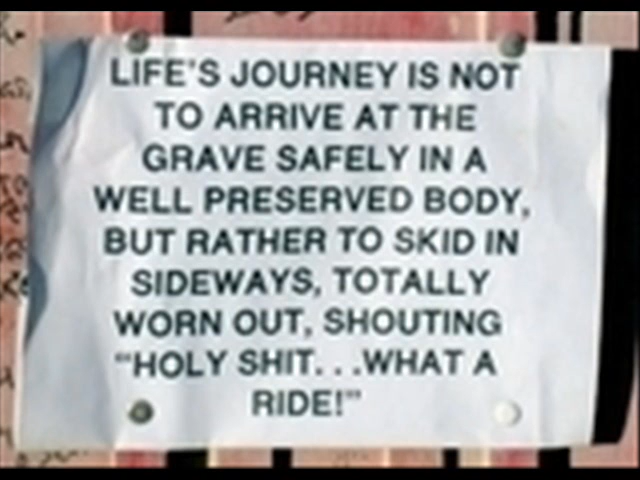 LIFE'S JOURNEY IS NOT
TO ARRIVE AT THE
GRAVE SAFELY IN A
WELL PRESERVED BODY,
BUT RATHER TO SKID IN
SIDEWAYS, TOTALLY
WORN OUT, SHOUTING
"HOLY SHIT. . .WHAT A
RIDE!"